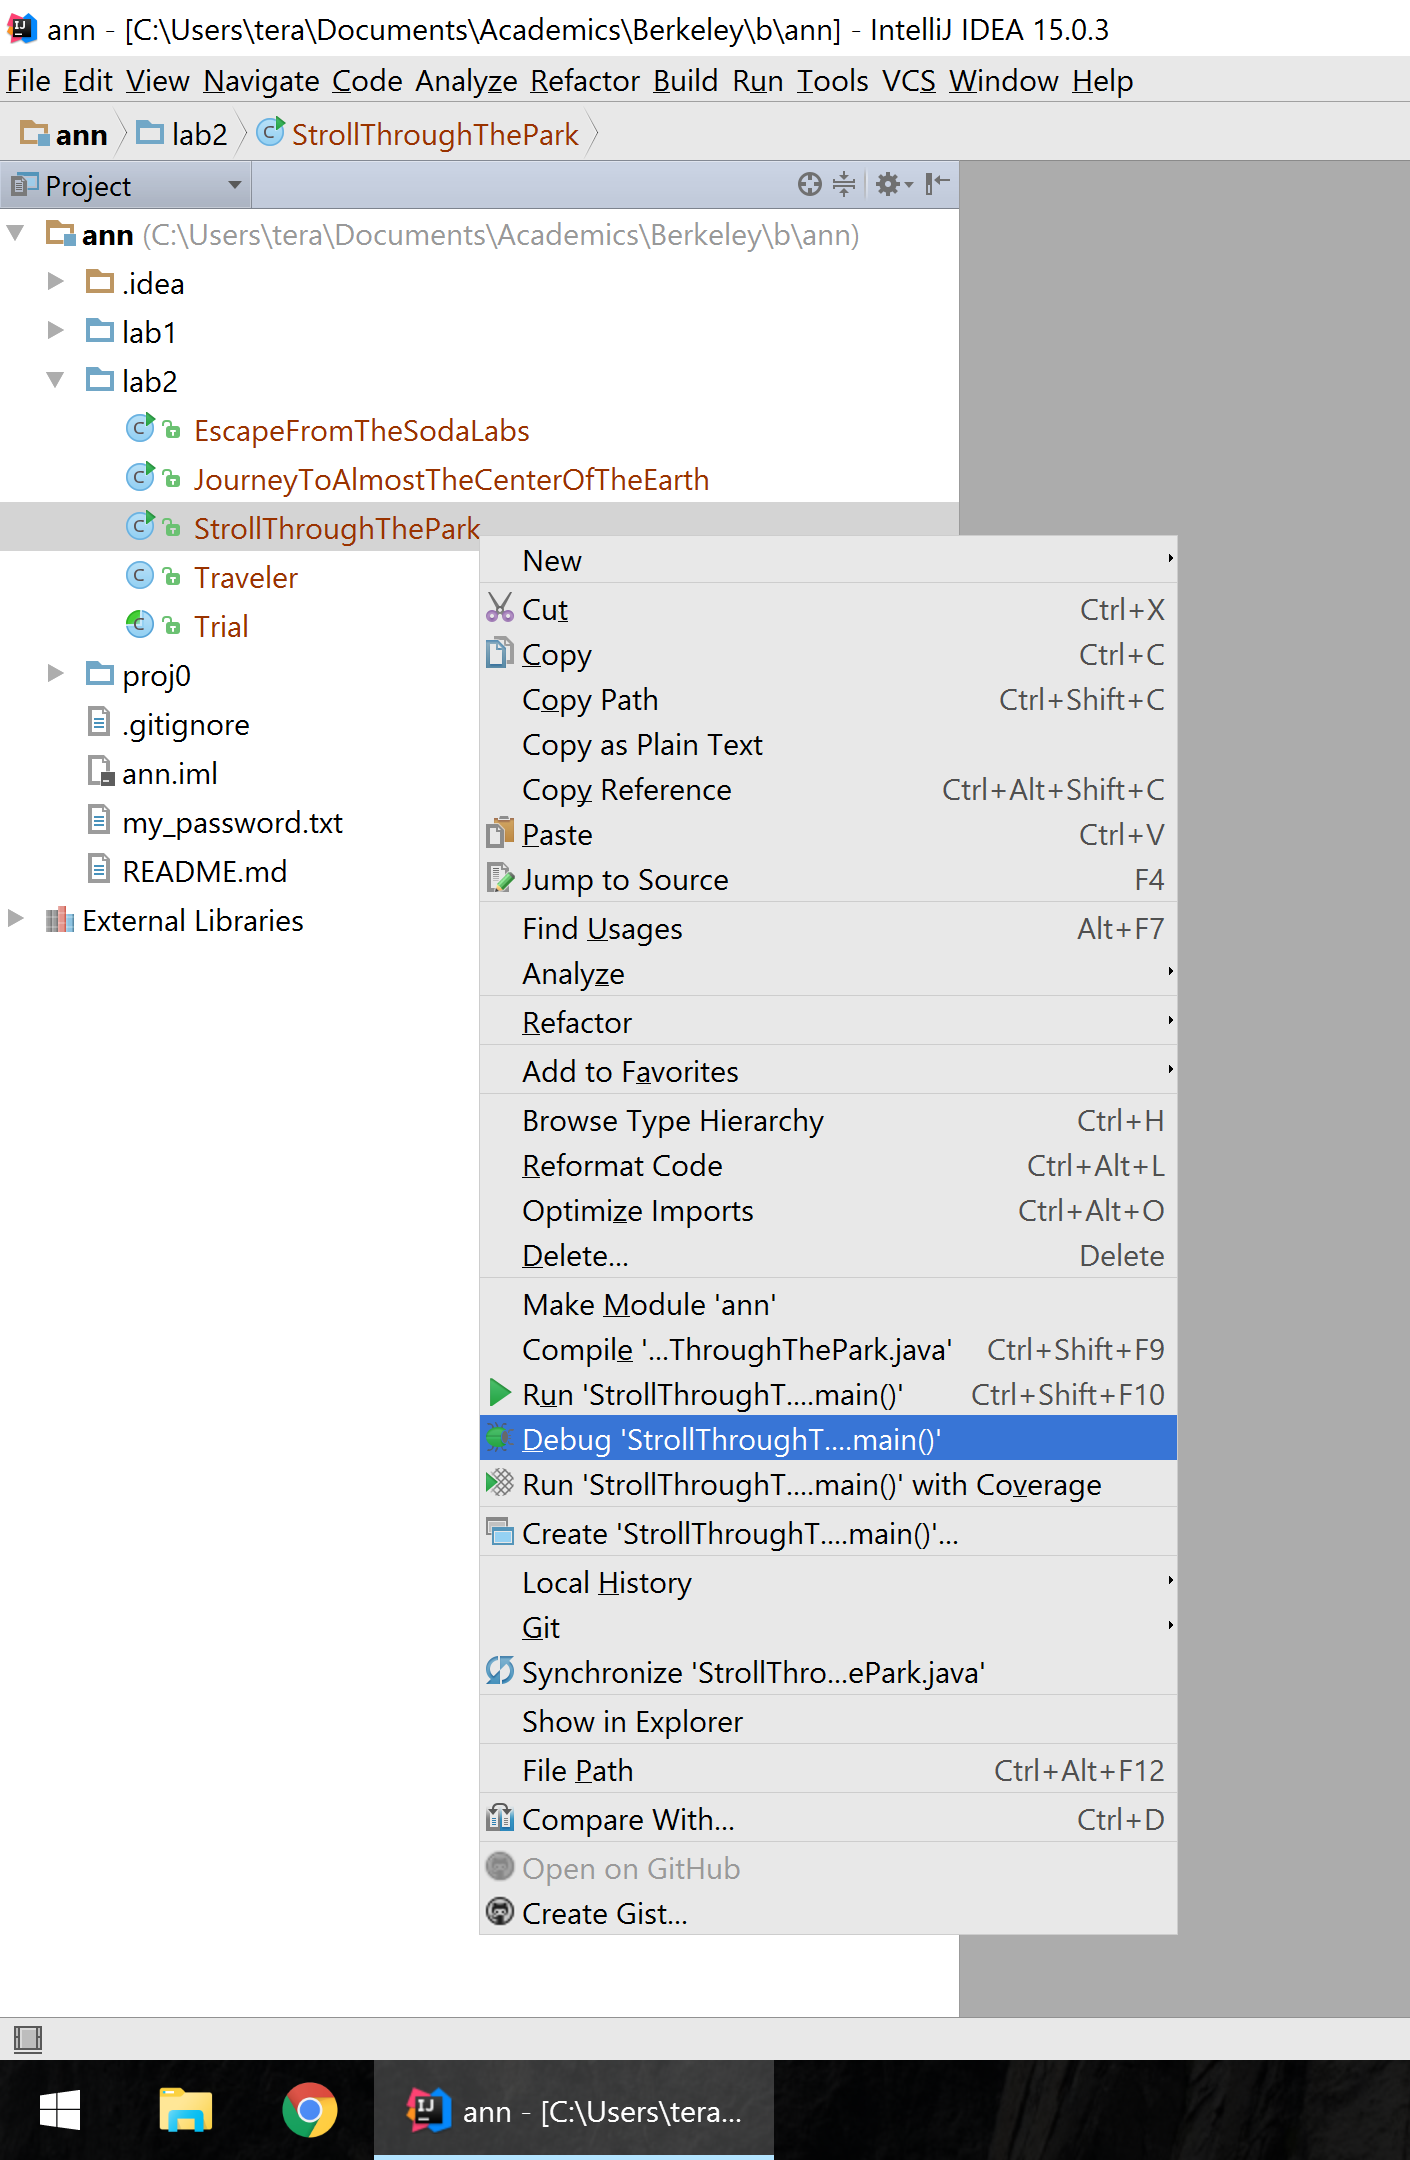 ann - [C:\Users\tera\Documents\Academics\Berkeley\b\ann] - IntelliJ IDEA 15.0.3
File Edit View Navigate Code Analyze Refactor Build Run Tools VCS Window Help
ann lab2 StrollThroughThePark
Project
ann (C:\Users\tera\Documents\Academics\Berkeley\b\ann)
.idea
lab1
lab2
EscapeFromTheSodaLabs
JourneyToAlmostTheCenterOfTheEarth
StrollThroughThePark
Traveler
Trial
proj0
.gitignore
ann.iml
my_password.txt
README.md
External Libraries
New
Cut Ctrl+X
Copy Ctrl+C
Copy Path Ctrl+Shift+C
Copy as Plain Text
Copy Reference Ctrl+Alt+Shift+C
Paste Ctrl+V
Jump to Source F4
Find Usages Alt+F7
Analyze
Refactor
Add to Favorites
Browse Type Hierarchy Ctrl+H
Reformat Code Ctrl+Alt+L
Optimize Imports Ctrl+Alt+O
Delete... Delete
Make Module 'ann'
Compile '...ThroughThePark.java' Ctrl+Shift+F9
Run 'StrollThroughT....main()' Ctrl+Shift+F10
Debug 'StrollThroughT....main()'
Run 'StrollThroughT....main()' with Coverage
Create 'StrollThroughT....main()'...
Local History
Git
Synchronize 'StrollThro...ePark.java'
Show in Explorer
File Path Ctrl+Alt+F12
Compare With... Ctrl+D
Open on GitHub
Create Gist...
ann - [C:\Users\tera...